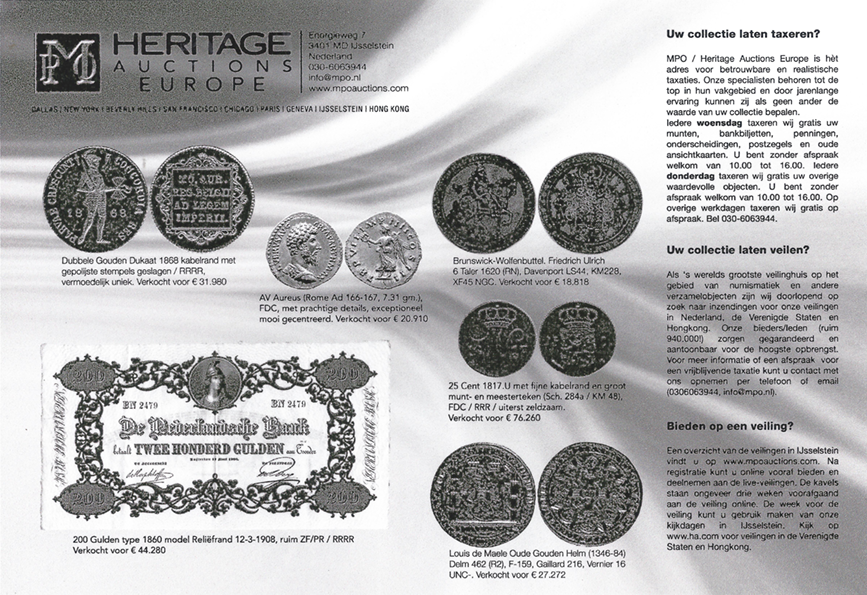 MPO
HERITAGE
AUCTIONS
EUROPE
Energieweg 7
3401 MD IJsselstein
Nederland
030-6063944
info@mpo.nl
www.mpoauctions.com
DALLAS | NEW YORK | BEVERLY HILLS | SAN FRANCISCO | CHICAGO | PARIS | GENEVA | IJSSELSTEIN | HONG KONG
PARVAE CRESCUNT
CONCORDIA RES
1868
MO. AUR.
REG. BELGII
AD LEGEM
IMPERII.
Dubbele Gouden Dukaat 1868 kabelrand met
gepolijste stempels geslagen / RRRR,
vermoedelijk uniek. Verkocht voor € 31.980
AV Aureus (Rome Ad 166-167, 7.31 gm.),
FDC, met prachtige details, exceptioneel
mooi gecentreerd. Verkocht voor € 20.910
Brunswick-Wolfenbuttel. Friedrich Ulrich
6 Taler 1620 (RN), Davenport LS44, KM228,
XF45 NGC. Verkocht voor € 18.818
25 Cent 1817.U met fijne kabelrand en groot
munt- en meesterteken (Sch. 284a / KM 48),
FDC / RRR / uiterst zeldzaam.
Verkocht voor € 76.260
200
200
BN 2479
BN 2479
De Nederlandsche Bank
betaalt TWEE HONDERD GULDEN aan Toonder
200
200
200 Gulden type 1860 model Reliëfrand 12-3-1908, ruim ZF/PR / RRRR
Verkocht voor € 44.280
Louis de Maele Oude Gouden Helm (1346-84)
Delm 462 (R2), F-159, Gaillard 216, Vernier 16
UNC-. Verkocht voor € 27.272
Uw collectie laten taxeren?
MPO / Heritage Auctions Europe is hèt
adres voor betrouwbare en realistische
taxaties. Onze specialisten behoren tot de
top in hun vakgebied en door jarenlange
ervaring kunnen zij als geen ander de
waarde van uw collectie bepalen.
Iedere woensdag taxeren wij gratis uw
munten, bankbiljetten, penningen,
onderscheidingen, postzegels en oude
ansichtkaarten. U bent zonder afspraak
welkom van 10.00 tot 16.00. Iedere
donderdag taxeren wij gratis uw overige
waardevolle objecten. U bent zonder
afspraak welkom van 10.00 tot 16.00. Op
overige werkdagen taxeren wij gratis op
afspraak. Bel 030-6063944.
Uw collectie laten veilen?
Als 's werelds grootste veilinghuis op het
gebied van numismatiek en andere
verzamelobjecten zijn wij doorlopend op
zoek naar inzendingen voor onze veilingen
in Nederland, de Verenigde Staten en
Hongkong. Onze bieders/leden (ruim
940.000!) zorgen gegarandeerd en
aantoonbaar voor de hoogste opbrengst.
Voor meer informatie of een afspraak voor
een vrijblijvende taxatie kunt u contact met
ons opnemen per telefoon of email
(0306063944, info@mpo.nl).
Bieden op een veiling?
Een overzicht van de veilingen in IJsselstein
vindt u op www.mpoauctions.com. Na
registratie kunt u online vooraf bieden en
deelnemen aan de live-veilingen. De kavels
staan ongeveer drie weken voorafgaand
aan de veiling online. De week voor de
veiling kunt u gebruik maken van onze
kijkdagen in IJsselstein. Kijk op
www.ha.com voor veilingen in de Verenigde
Staten en Hongkong.